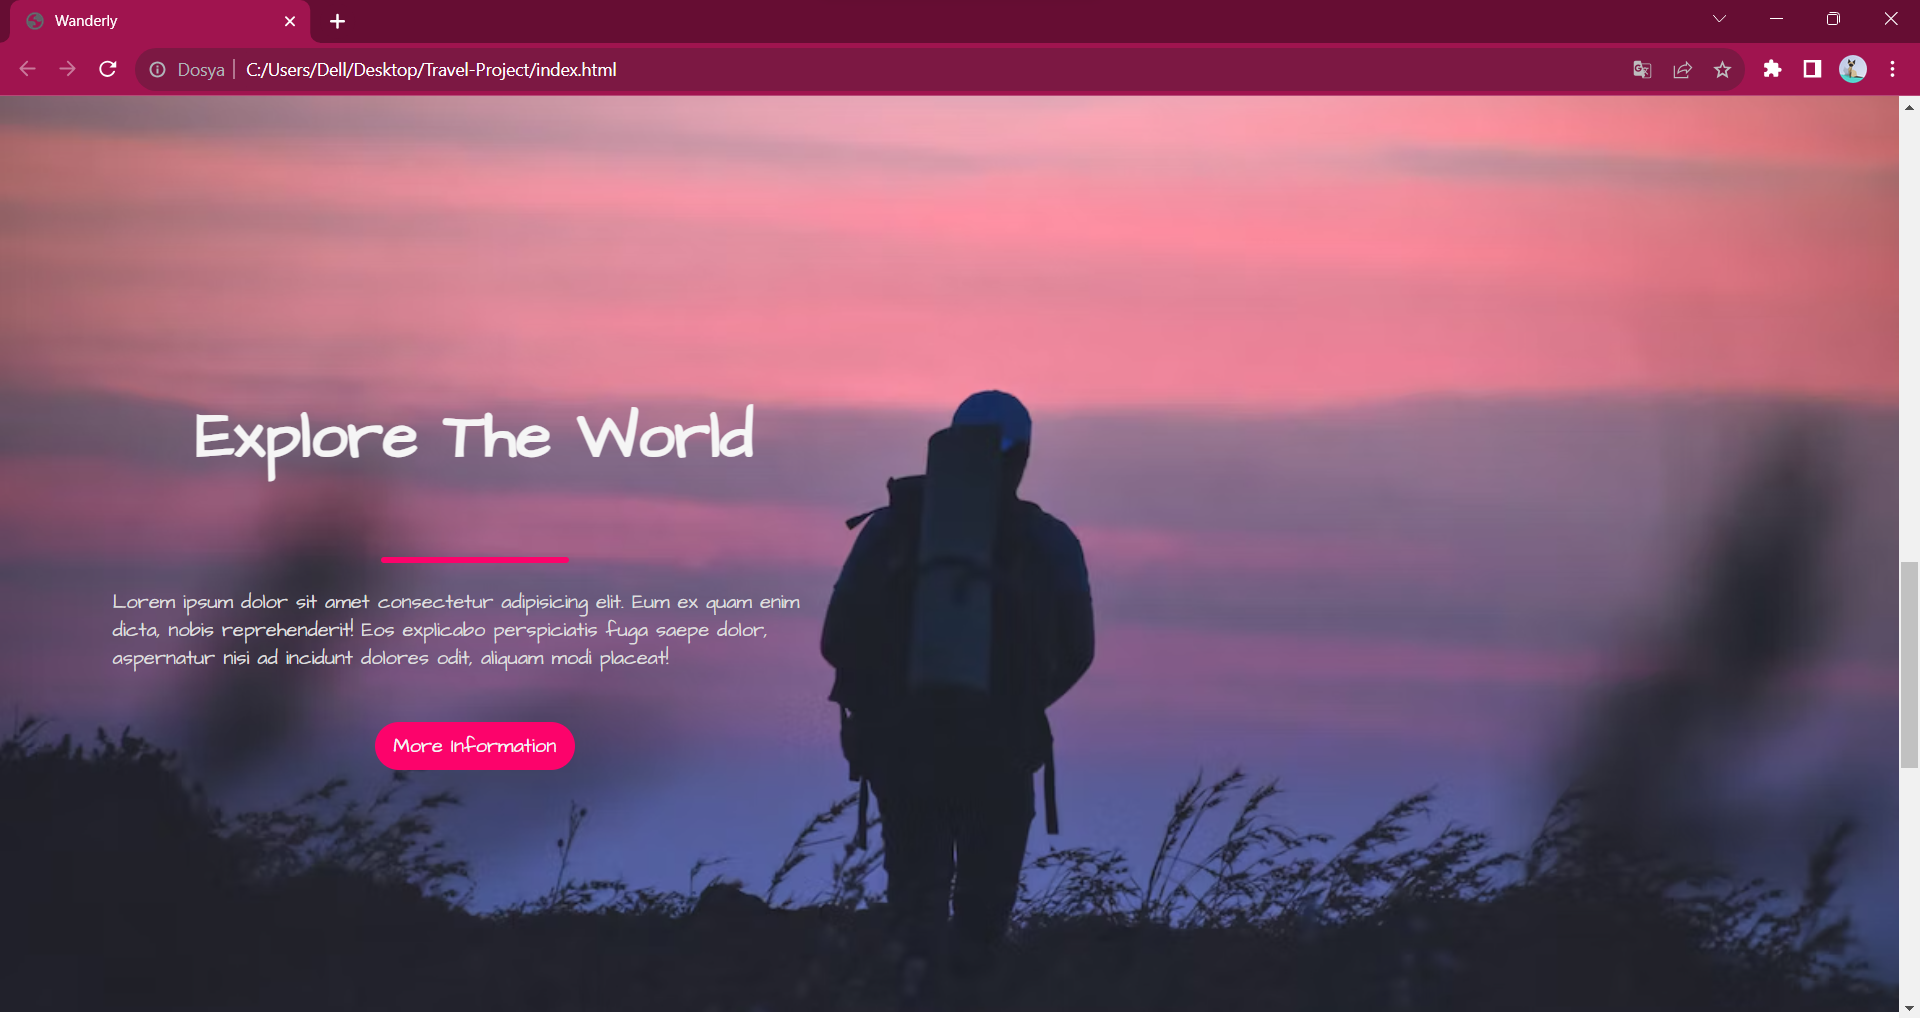 Wanderly
Dosya C:/Users/Dell/Desktop/Travel-Project/index.html
Explore The World
Lorem ipsum dolor sit amet consectetur adipisicing elit. Eum ex quam enim
dicta, nobis reprehenderit! Eos explicabo perspiciatis fuga saepe dolor,
aspernatur nisi ad incidunt dolores odit, aliquam modi placeat!
More Information